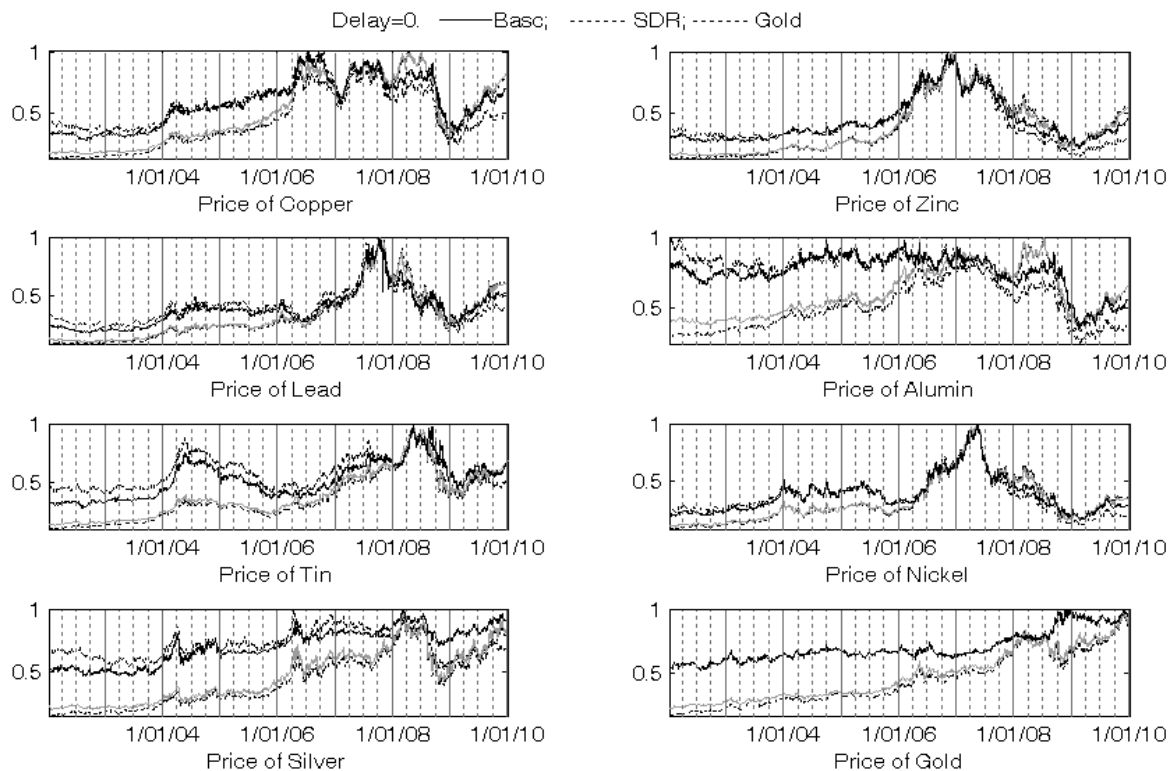 Delay=0. Basc; SDR; Gold
1
0.5
1/01/04 1/01/06 1/01/08 1/01/10
Price of Copper
1
0.5
1/01/04 1/01/06 1/01/08 1/01/10
Price of Zinc
1
0.5
1/01/04 1/01/06 1/01/08 1/01/10
Price of Lead
1
0.5
1/01/04 1/01/06 1/01/08 1/01/10
Price of Alumin
1
0.5
1/01/04 1/01/06 1/01/08 1/01/10
Price of Tin
1
0.5
1/01/04 1/01/06 1/01/08 1/01/10
Price of Nickel
1
0.5
1/01/04 1/01/06 1/01/08 1/01/10
Price of Silver
1
0.5
1/01/04 1/01/06 1/01/08 1/01/10
Price of Gold